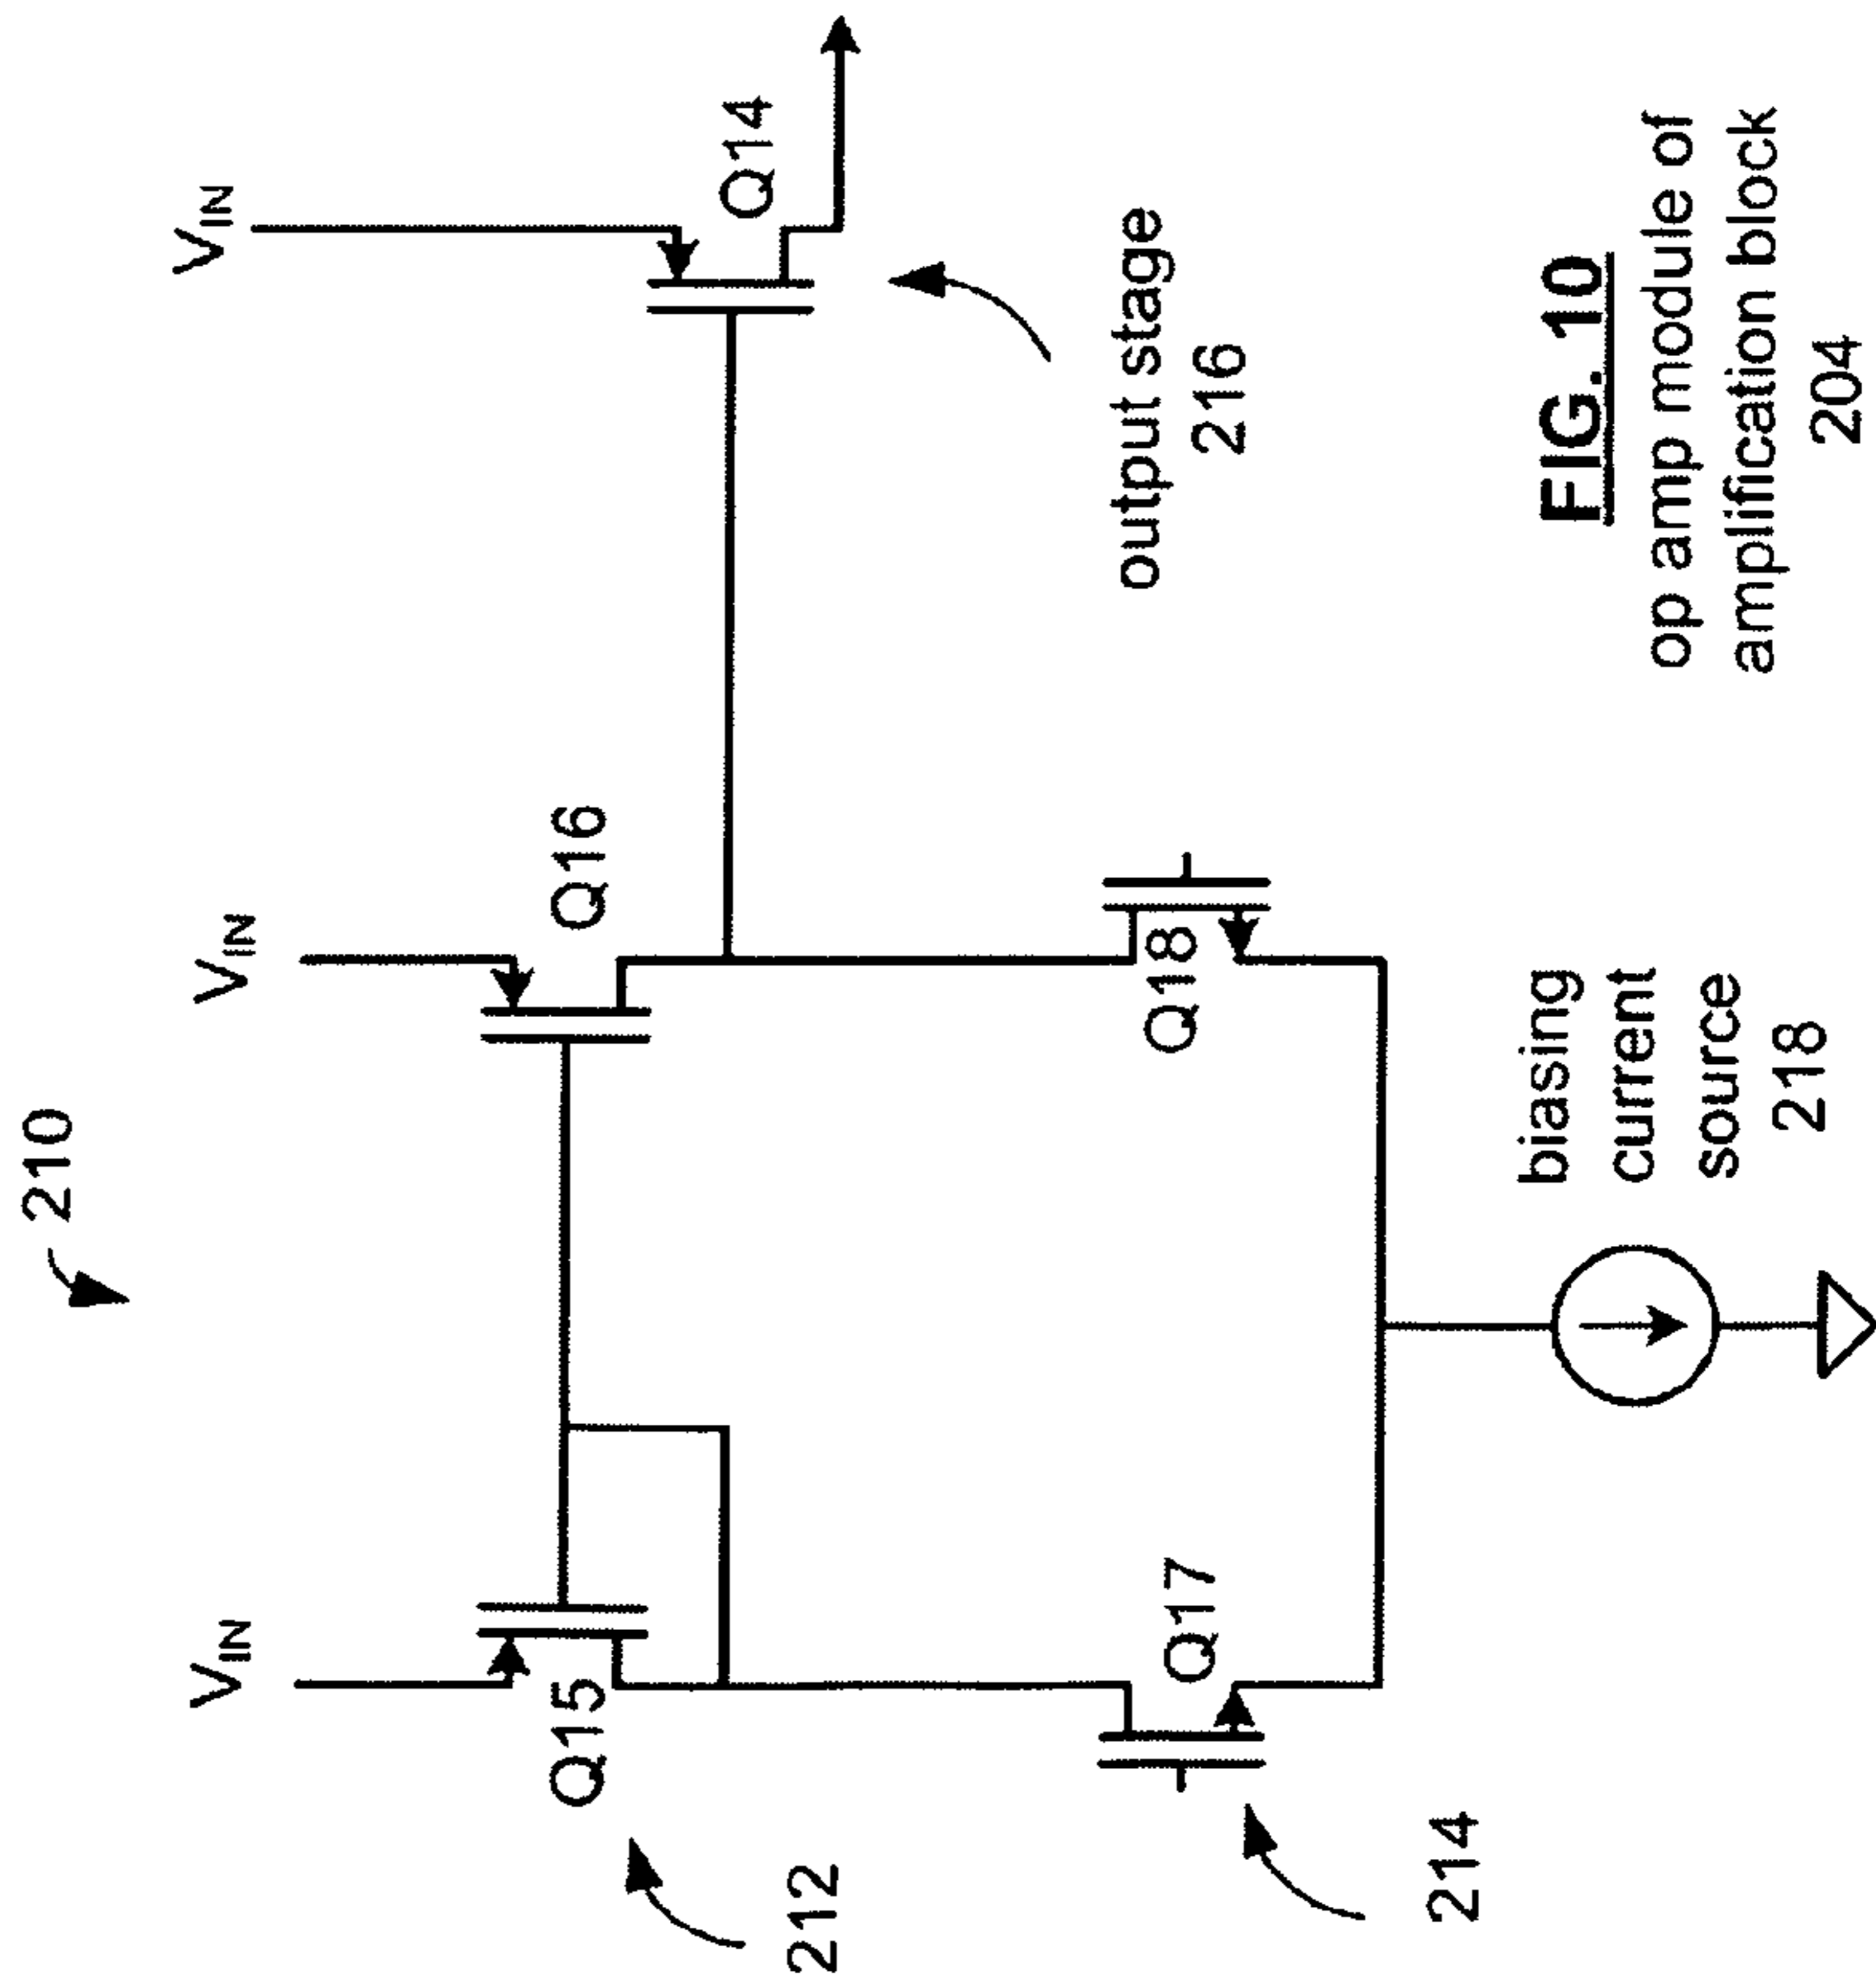 210
V_IN
V_IN
V_IN
Q15
Q16
Q14
212
Q17
Q18
output stage
216
214
biasing
current
source
218
FIG. 10
op amp module of
amplification block
204